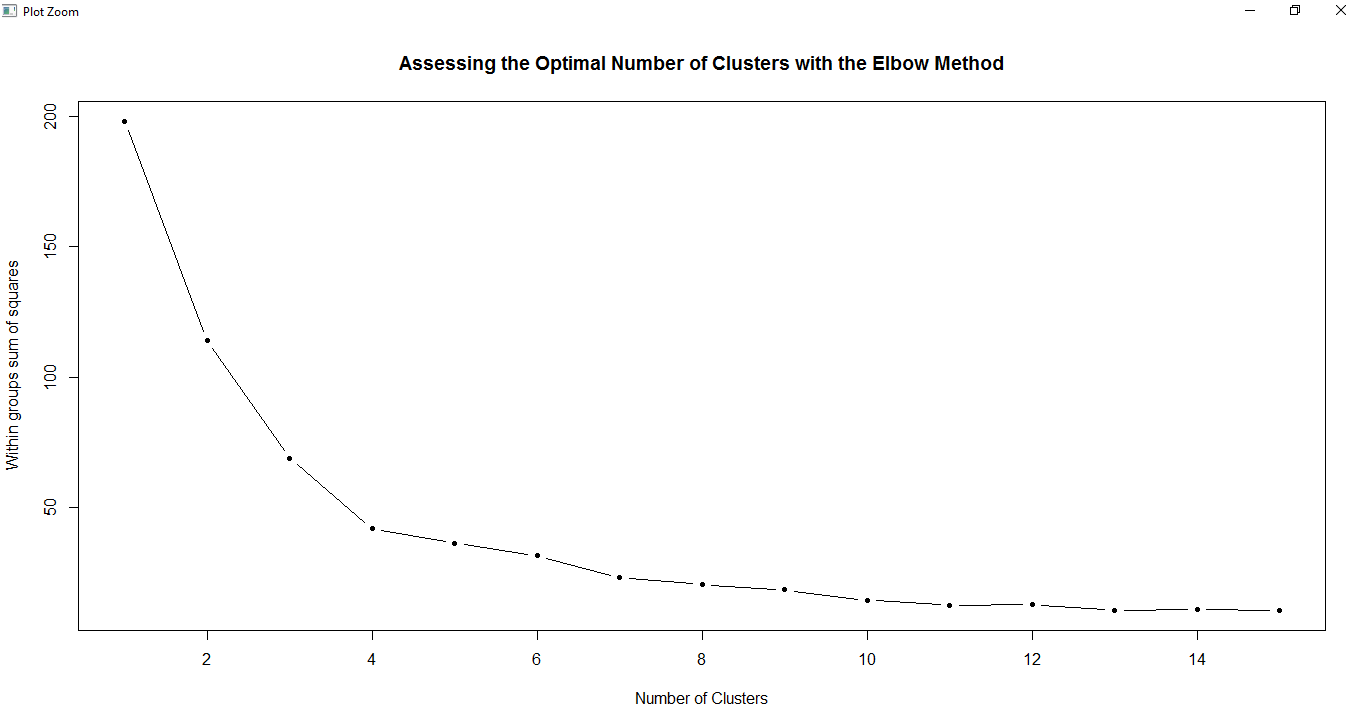 Plot Zoom
Assessing the Optimal Number of Clusters with the Elbow Method
Within groups sum of squares
200
150
100
50
2 4 6 8 10 12 14
Number of Clusters